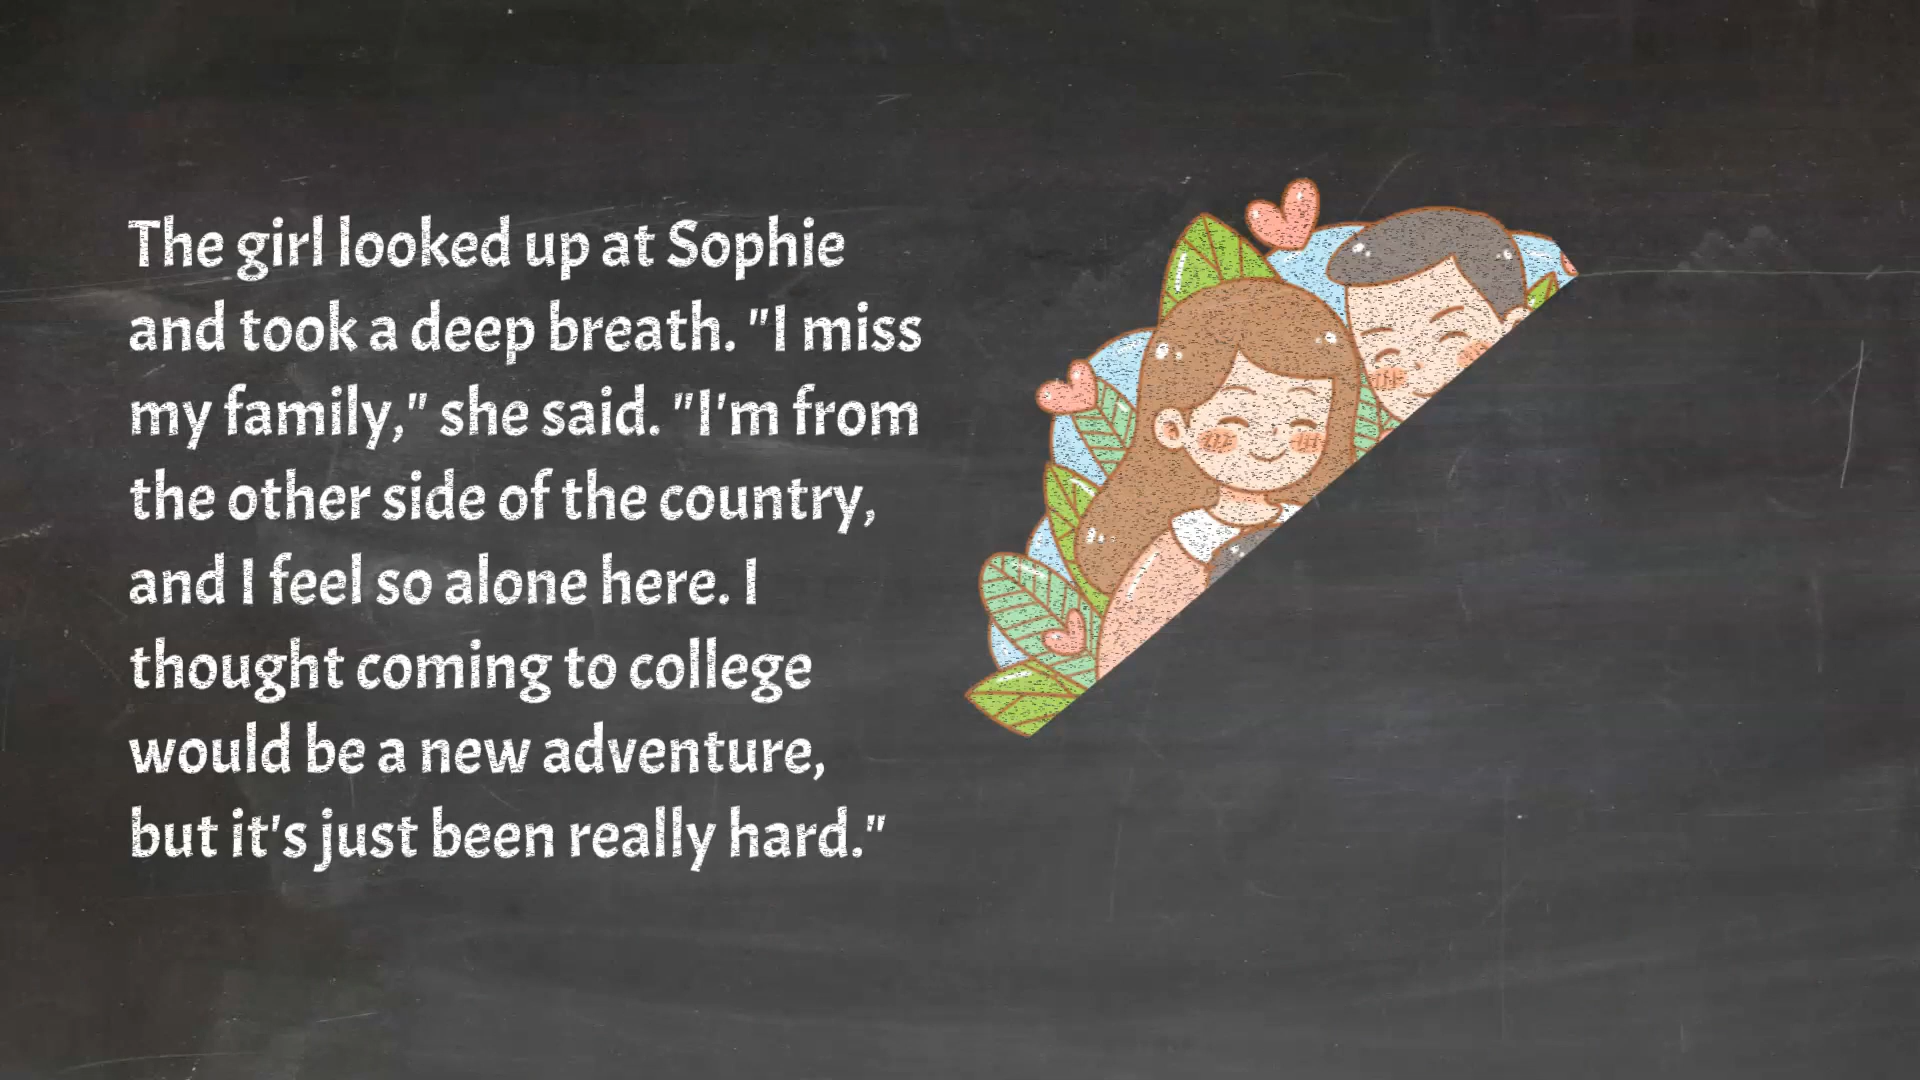 The girl looked up at Sophie
and took a deep breath. "I miss
my family," she said. "I'm from
the other side of the country,
and I feel so alone here. I
thought coming to college
would be a new adventure,
but it's just been really hard."